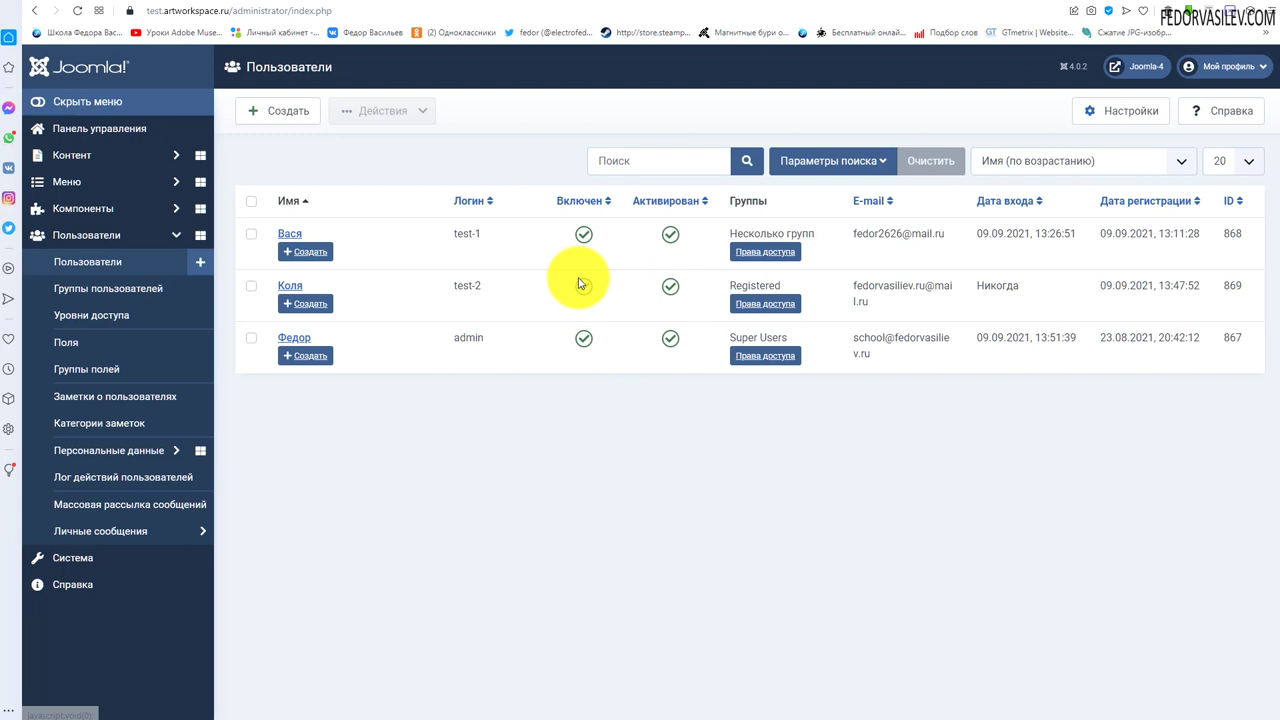 test.artworkspace.ru/administrator/index.php
FEDORVASILEV.COM
Школа Федора Вас... Уроки Adobe Muse... Личный кабинет -... Федор Васильев (2) Одноклассники fedor (@electrofed... http://store.steamp... Магнитные бури о... Бесплатный онлай... Подбор слов GTmetrix | Website... Сжатие JPG-изобр...
Joomla!
Пользователи
4.0.2
Joomla-4
Мой профиль
Скрыть меню
Панель управления
Контент
Меню
Компоненты
Пользователи
Пользователи
Группы пользователей
Уровни доступа
Поля
Группы полей
Заметки о пользователях
Категории заметок
Персональные данные
Лог действий пользователей
Массовая рассылка сообщений
Личные сообщения
Система
Справка
javascript:void(0)
+ Создать
Действия
Настройки
? Справка
Поиск
Параметры поиска
Очистить
Имя (по возрастанию)
20
Имя Логин Включен Активирован Группы E-mail Дата входа Дата регистрации ID
Вася test-1 Несколько групп fedor2626@mail.ru 09.09.2021, 13:26:51 09.09.2021, 13:11:28 868
+ Создать Права доступа
Коля test-2 Registered fedorvasiliev.ru@mai Никогда 09.09.2021, 13:47:52 869
l.ru
+ Создать Права доступа
Федор admin Super Users school@fedorvasilie 09.09.2021, 13:51:39 23.08.2021, 20:42:12 867
v.ru
+ Создать Права доступа